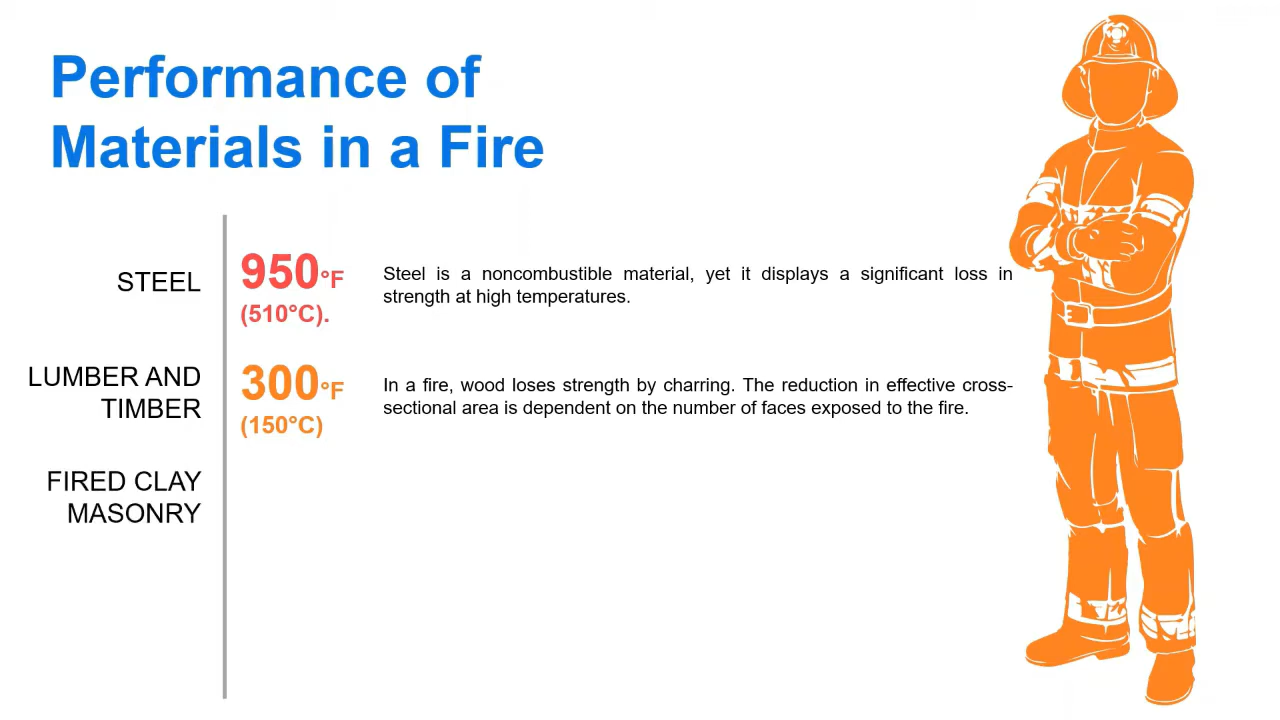 Performance of
Materials in a Fire
STEEL
950°F
(510°C).
Steel is a noncombustible material, yet it displays a significant loss in
strength at high temperatures.
LUMBER AND
TIMBER
300°F
(150°C)
In a fire, wood loses strength by charring. The reduction in effective cross-
sectional area is dependent on the number of faces exposed to the fire.
FIRED CLAY
MASONRY